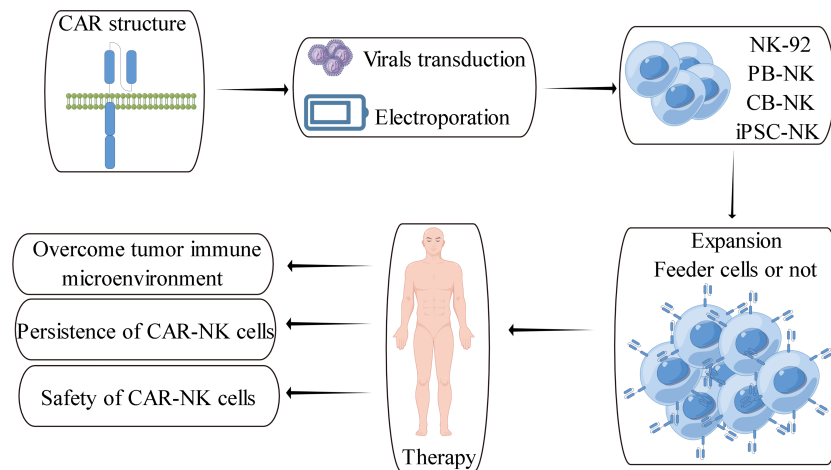 CAR structure
Virals transduction
Electroporation
NK-92
PB-NK
CB-NK
iPSC-NK
Expansion
Feeder cells or not
Therapy
Overcome tumor immune
microenvironment
Persistence of CAR-NK cells
Safety of CAR-NK cells